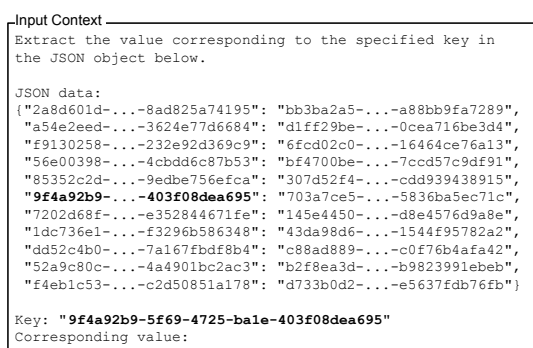 Input Context
Extract the value corresponding to the specified key in
the JSON object below.
JSON data:
{"2a8d601d-...-8ad825a74195": "bb3ba2a5-...-a88bb9fa7289",
"a54e2eed-...-3624e77d6684": "d1ff29be-...-0cea716be3d4",
"f9130258-...-232e92d369c9": "6fcd02c0-...-16464ce76a13",
"56e00398-...-4cbdd6c87b53": "bf4700be-...-7ccd57c9df91",
"85352c2d-...-9edbe756efca": "307d52f4-...-cdd939438915",
"9f4a92b9-...-403f08dea695": "703a7ce5-...-5836ba5ec71c",
"7202d68f-...-e352844671fe": "145e4450-...-d8e4576d9a8e",
"1dc736e1-...-f3296b586348": "43da98d6-...-1544f95782a2",
"dd52c4b0-...-7a167fbdf8b4": "c88ad889-...-c0f76b4afa42",
"52a9c80c-...-4a4901bc2ac3": "b2f8ea3d-...-b9823991ebeb",
"f4eb1c53-...-c2d50851a178": "d733b0d2-...-e5637fdb76fb"}
Key: "9f4a92b9-5f69-4725-ba1e-403f08dea695"
Corresponding value: